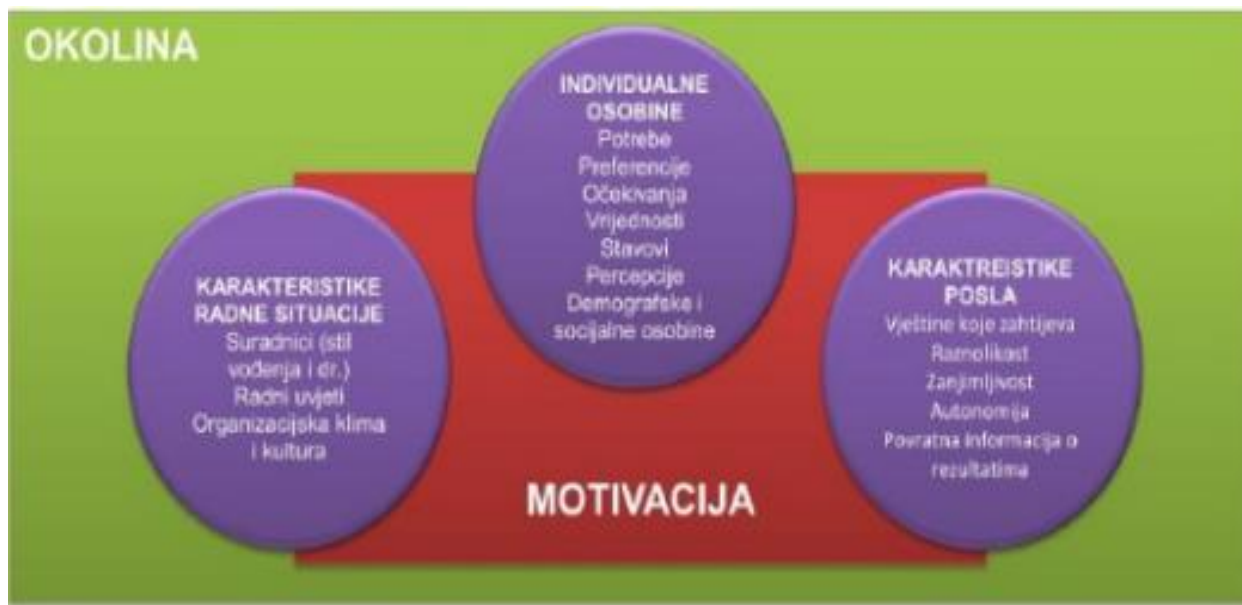 OKOLINA
INDIVIDUALNE
OSOBINE
Potrebe
Preferencije
Očekivanja
Vrijednosti
Stavovi
Percepcije
Demografske i
socijalne osobine
KARAKTERISTIKE
RADNE SITUACIJE
Suradnici (stil
vođenja i dr.)
Radni uvjeti
Organizacijska klima
i kultura
KARAKTREISTIKE
POSLA
Vještine koje zahtijeva
Raznolikost
Zanjimljivost
Autonomija
Povratna informacija o
rezultatima
MOTIVACIJA